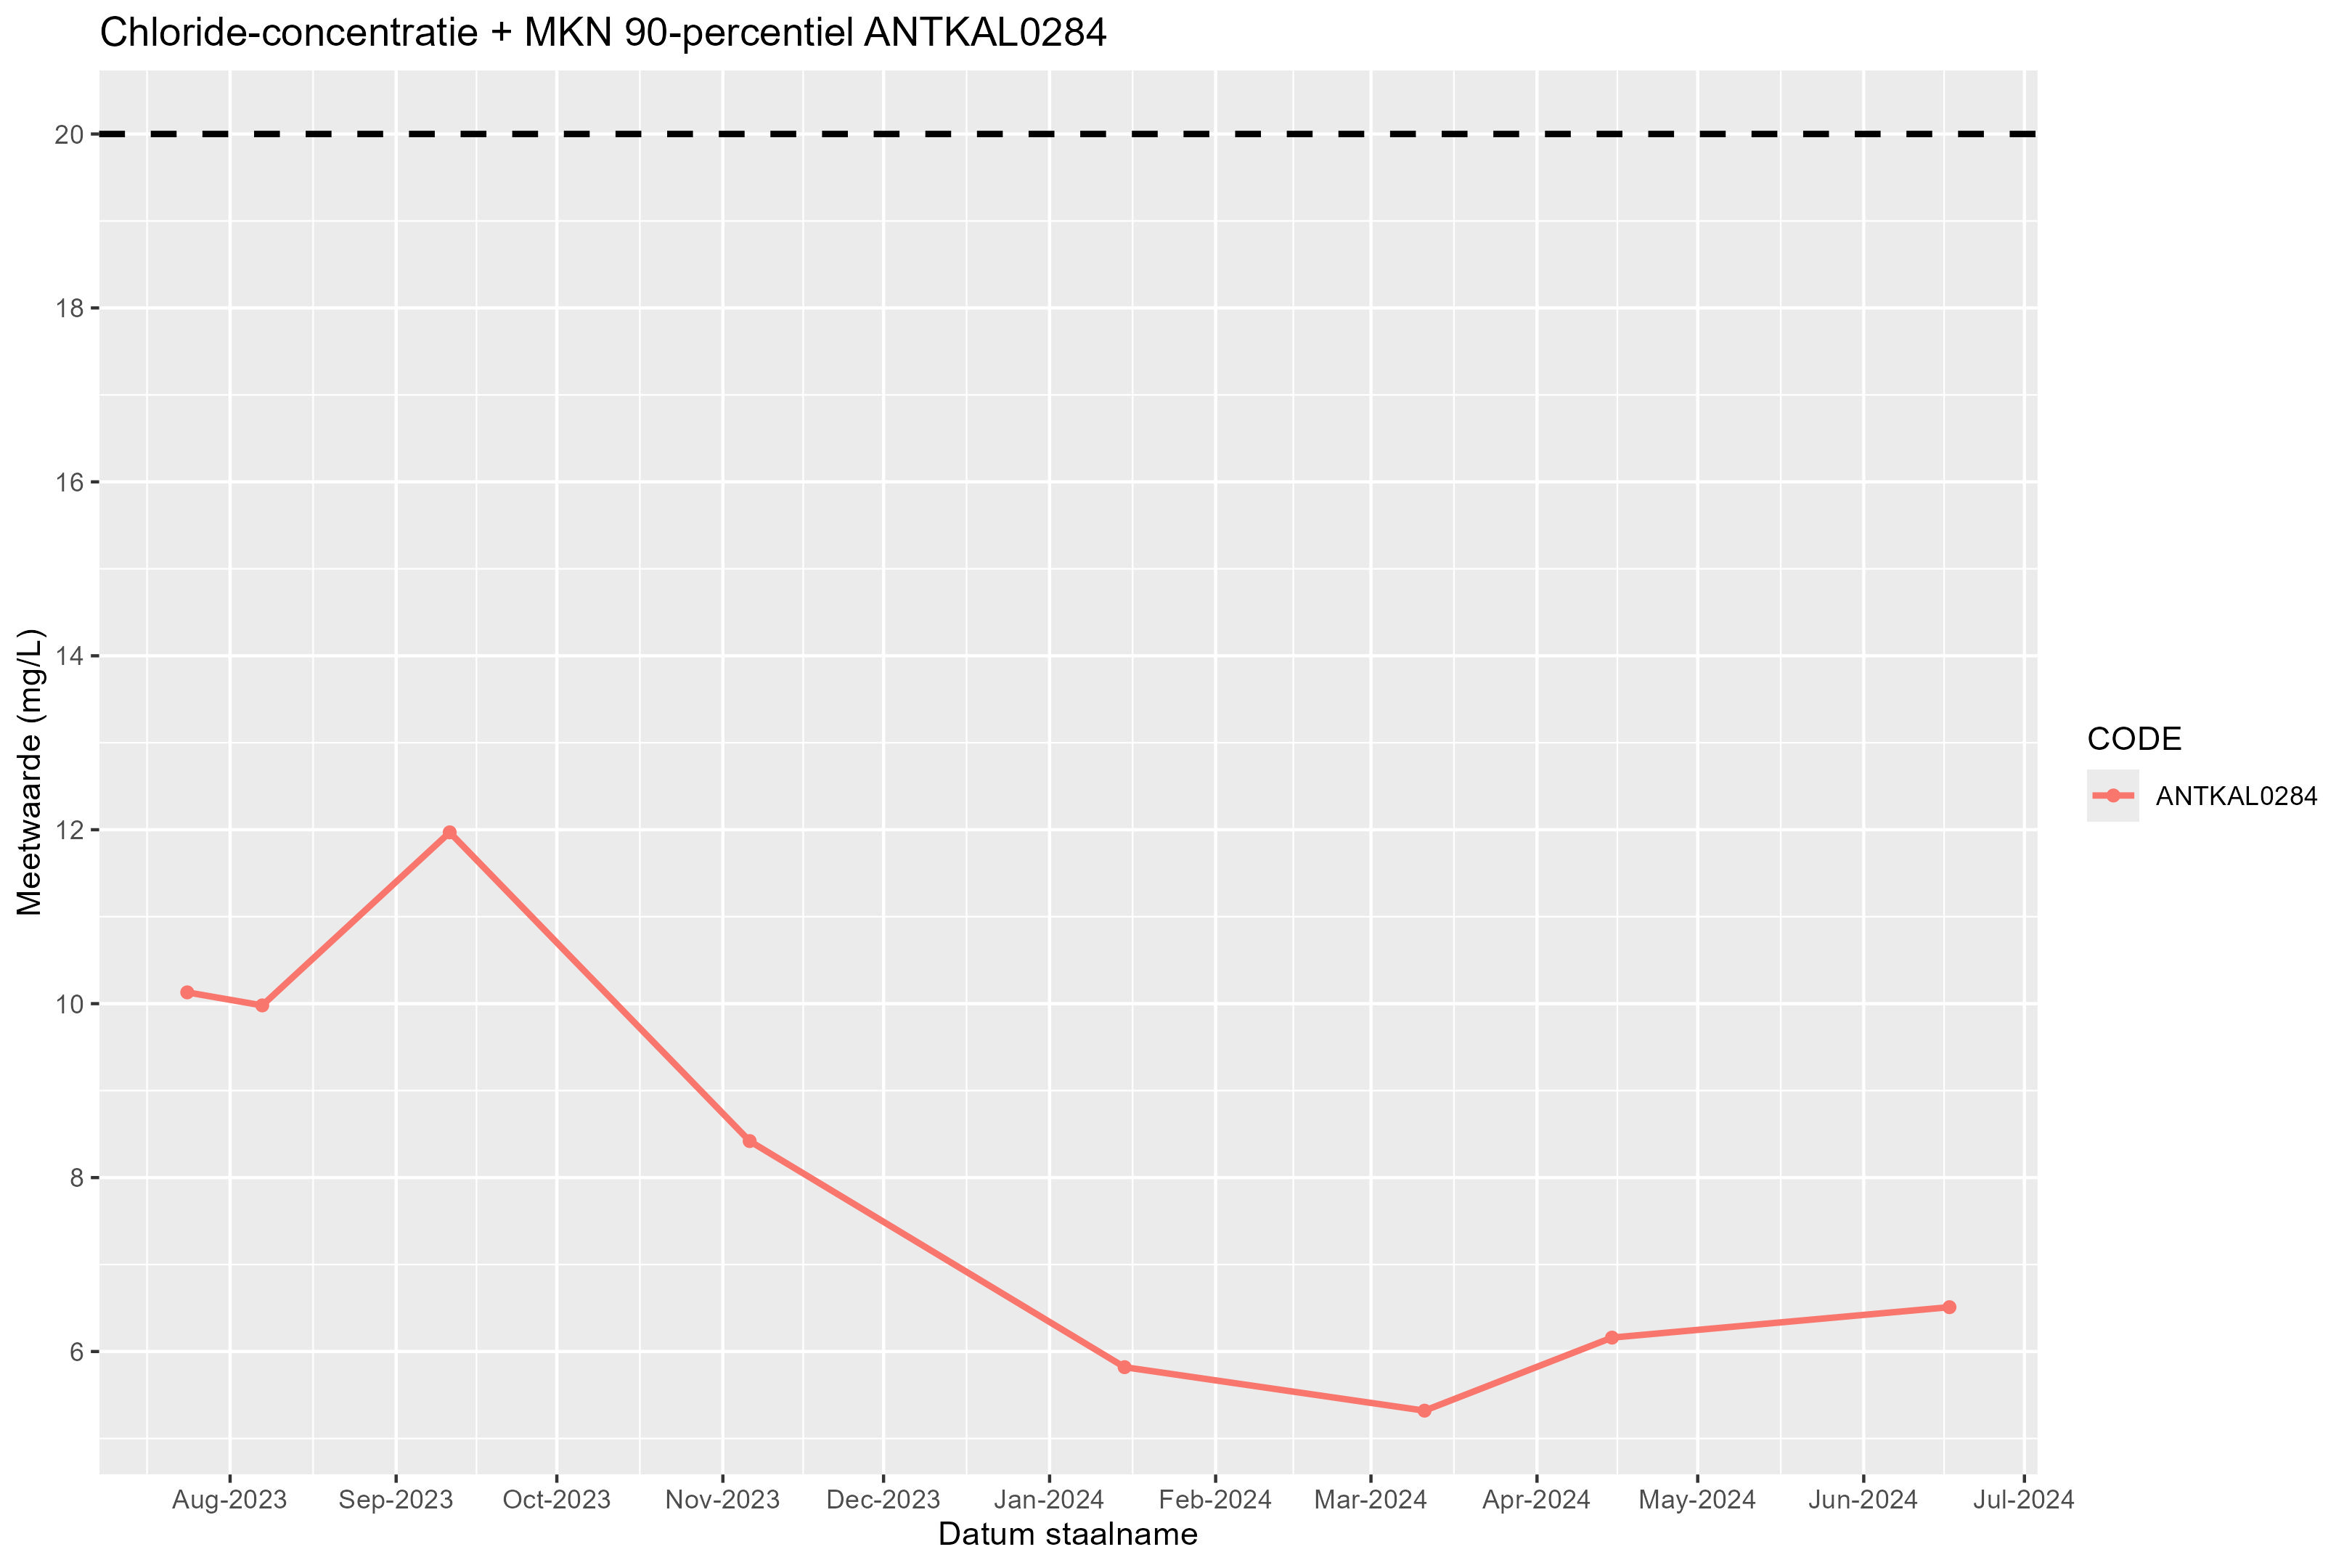 Chloride-concentratie + MKN 90-percentiel ANTKAL0284
Meetwaarde (mg/L)
20
18
16
14
12
10
8
6
Aug-2023 Sep-2023 Oct-2023 Nov-2023 Dec-2023 Jan-2024 Feb-2024 Mar-2024 Apr-2024 May-2024 Jun-2024 Jul-2024
Datum staalname
CODE
ANTKAL0284